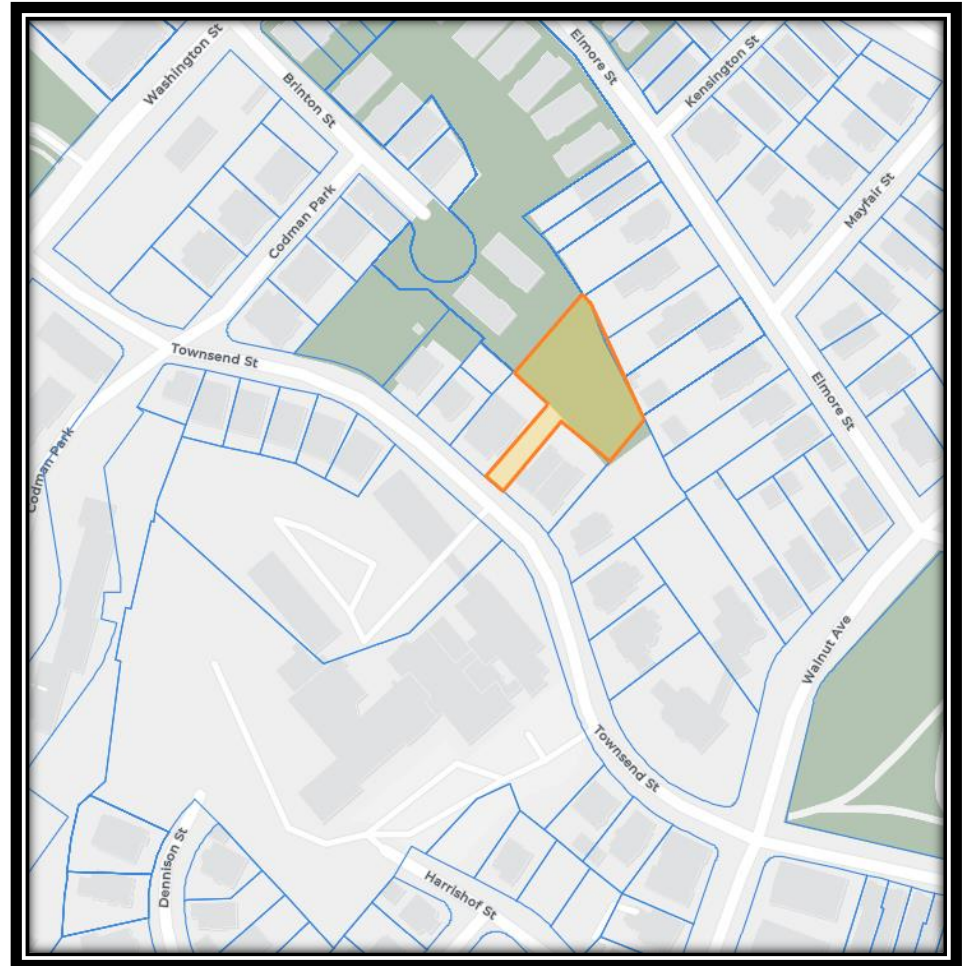 Washington St
Elmore St
Kensington St
Brinton St
Mayfair St
Codman Park
Townsend St
Elmore St
Codman Park
Walnut Ave
Townsend St
Dennison St
Harrishof St